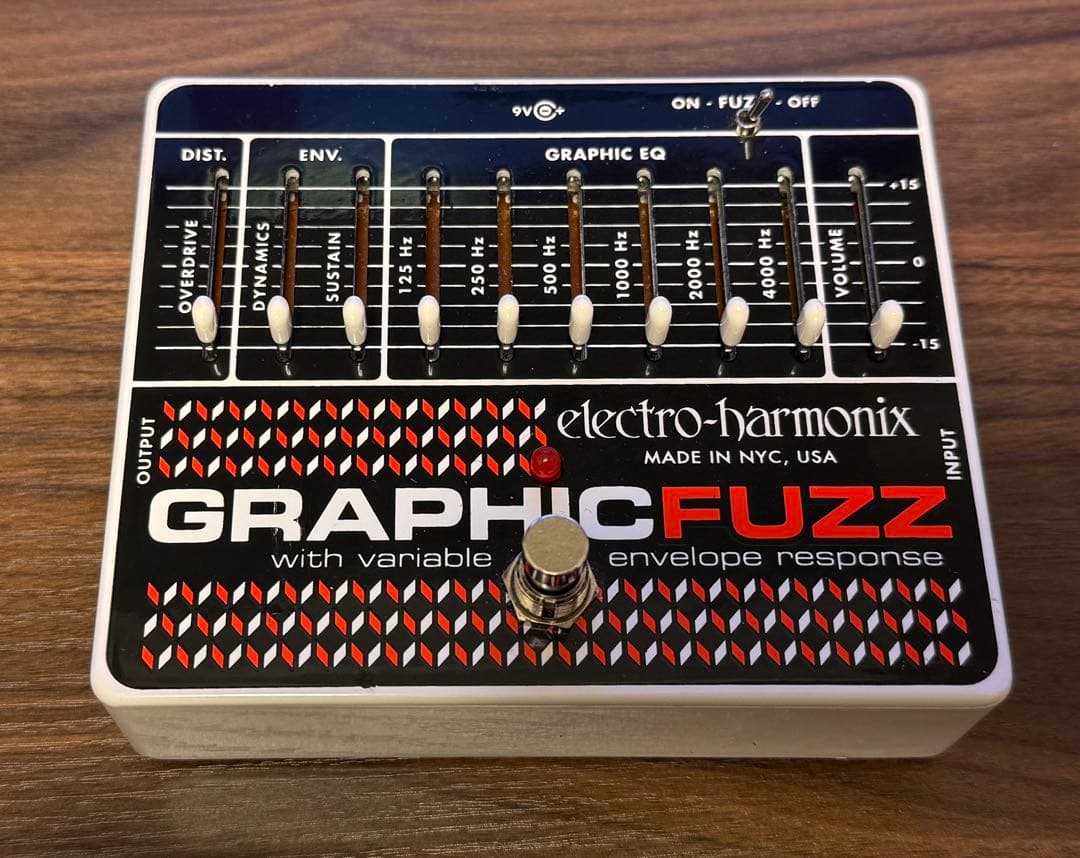 9V - +
ON - FUZZ - OFF
DIST.
ENV.
GRAPHIC EQ
OVERDRIVE
DYNAMICS
SUSTAIN
125 Hz
250 Hz
500 Hz
1000 Hz
2000 Hz
4000 Hz
VOLUME
+15
0
-15
OUTPUT
electro-harmonix
INPUT
MADE IN NYC, USA
GRAPHICFUZZ
with variable envelope response